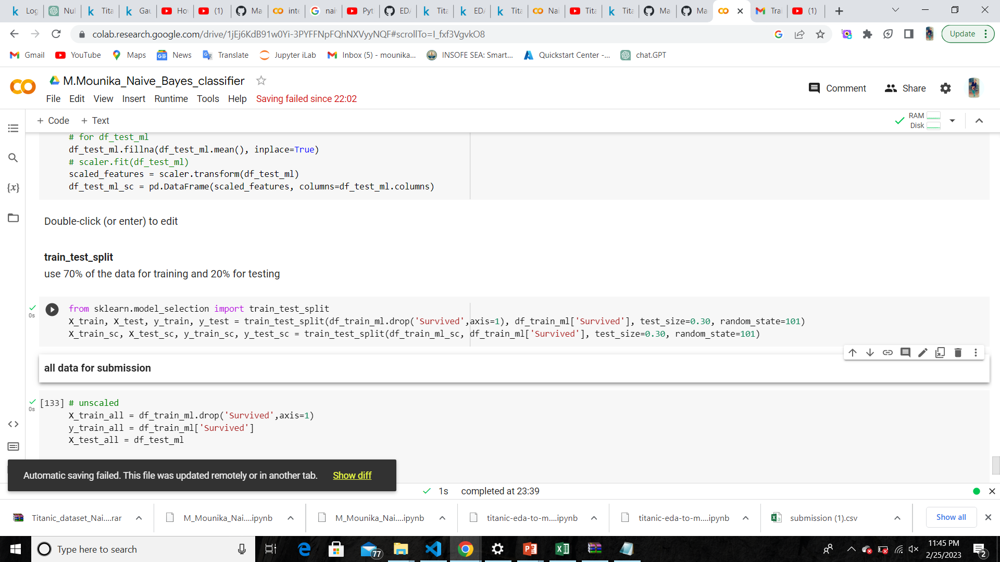 Log
Nul
Tita
Gau
Ho
(1)
Ma
inte
nai
Pyt
ED
Tita
ED
Tita
Nai
Tita
Tita
Ma
Ma
Trai
(1)
colab.research.google.com/drive/1jEj6KdB91w0Yi-3PYFFNpFQhNXVyyNQF#scrollTo=I_fxf3VgvkO8
Update
Gmail
YouTube
Maps
News
Translate
Jupyter iLab
Inbox (5) - mounika...
INSOFE SEA: Smart...
Quickstart Center -...
chat.GPT
M.Mounika_Naive_Bayes_classifier
Comment
Share
File Edit View Insert Runtime Tools Help Saving failed since 22:02
+ Code + Text
RAM
Disk
# for df_test_ml
df_test_ml.fillna(df_test_ml.mean(), inplace=True)
# scaler.fit(df_test_ml)
scaled_features = scaler.transform(df_test_ml)
df_test_ml_sc = pd.DataFrame(scaled_features, columns=df_test_ml.columns)
{x}
Double-click (or enter) to edit
train_test_split
use 70% of the data for training and 20% for testing
0s
from sklearn.model_selection import train_test_split
X_train, X_test, y_train, y_test = train_test_split(df_train_ml.drop('Survived',axis=1), df_train_ml['Survived'], test_size=0.30, random_state=101)
X_train_sc, X_test_sc, y_train_sc, y_test_sc = train_test_split(df_train_ml_sc, df_train_ml['Survived'], test_size=0.30, random_state=101)
all data for submission
0s
[133] # unscaled
X_train_all = df_train_ml.drop('Survived',axis=1)
y_train_all = df_train_ml['Survived']
X_test_all = df_test_ml
Automatic saving failed. This file was updated remotely or in another tab. Show diff
1s completed at 23:39
Titanic_dataset_Nai....rar
M_Mounika_Nai....ipynb
M_Mounika_Nai....ipynb
titanic-eda-to-m....ipynb
titanic-eda-to-m....ipynb
submission (1).csv
Show all
Type here to search
77
11:45 PM
2/25/2023
2